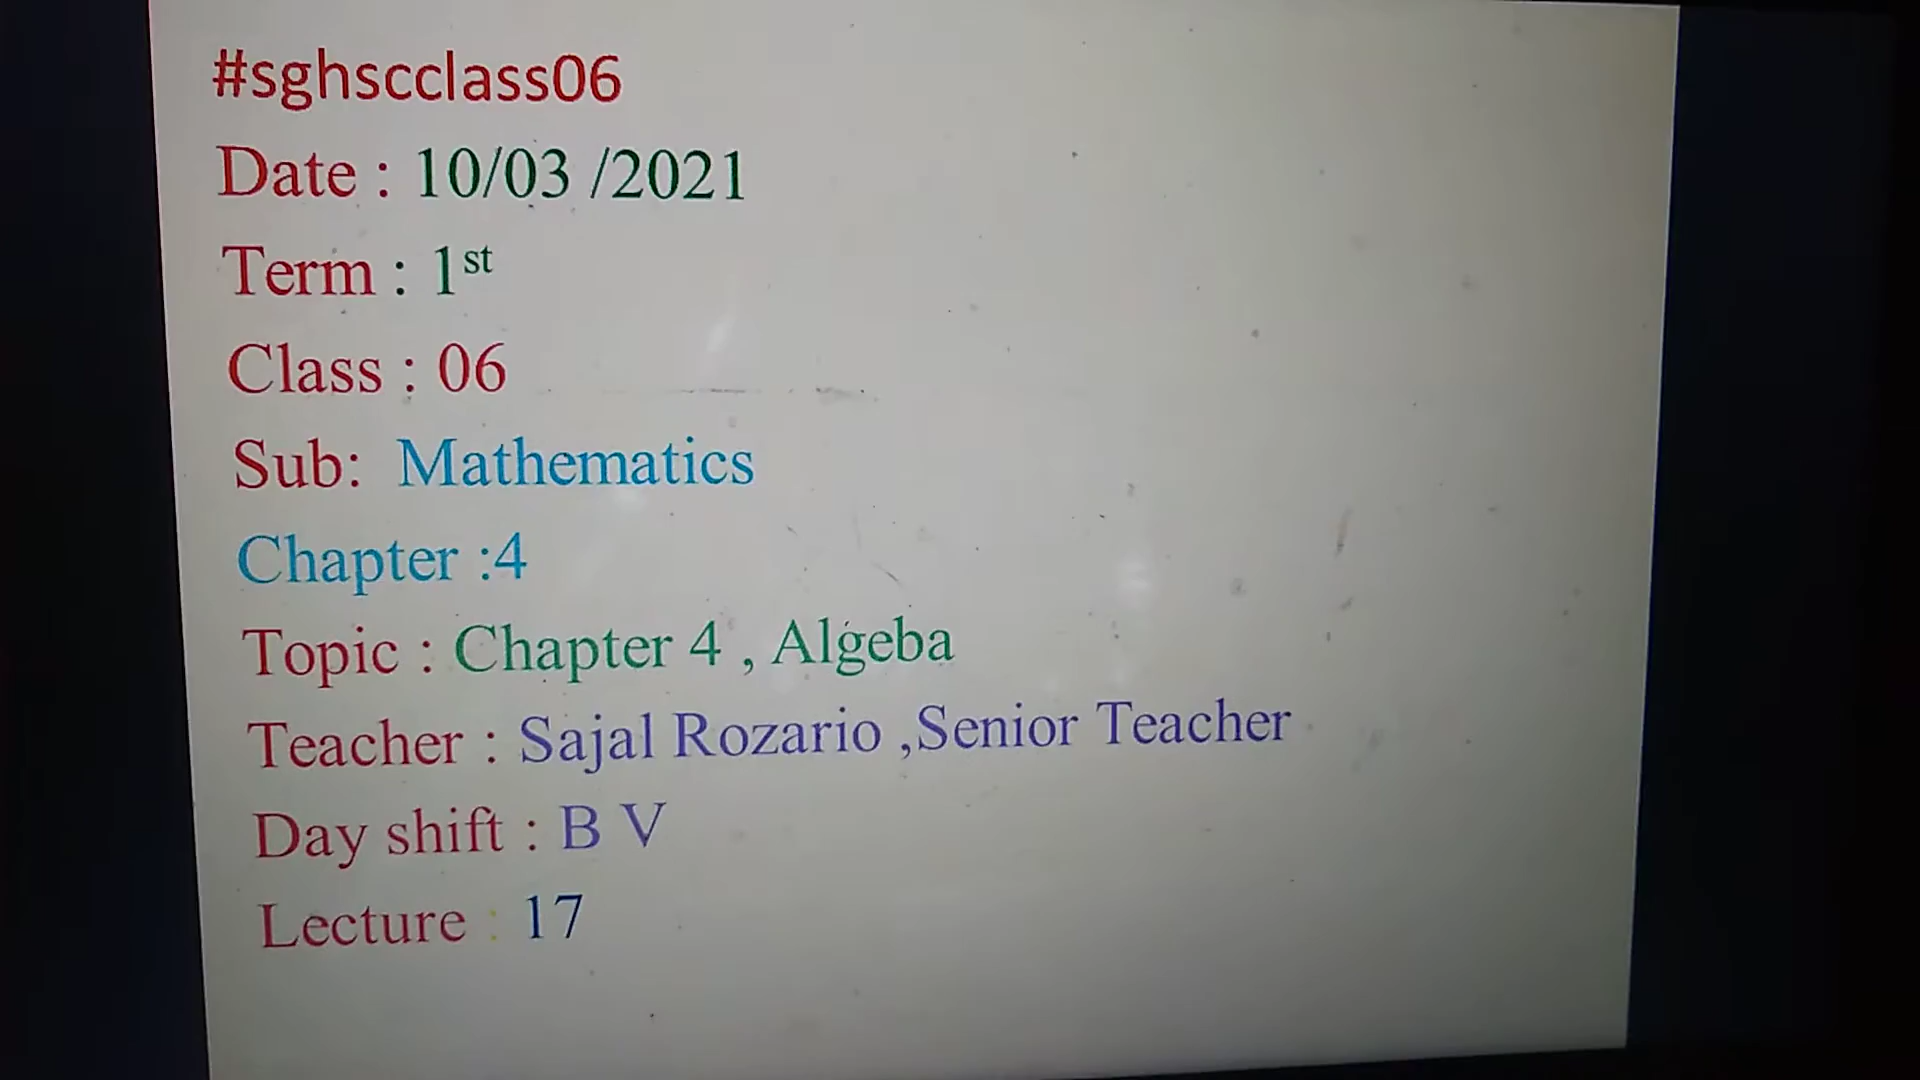 #sghscclass06
Date : 10/03 /2021
Term : 1st
Class : 06
Sub: Mathematics
Chapter :4
Topic : Chapter 4 , Algeba
Teacher : Sajal Rozario ,Senior Teacher
Day shift : B V
Lecture : 17